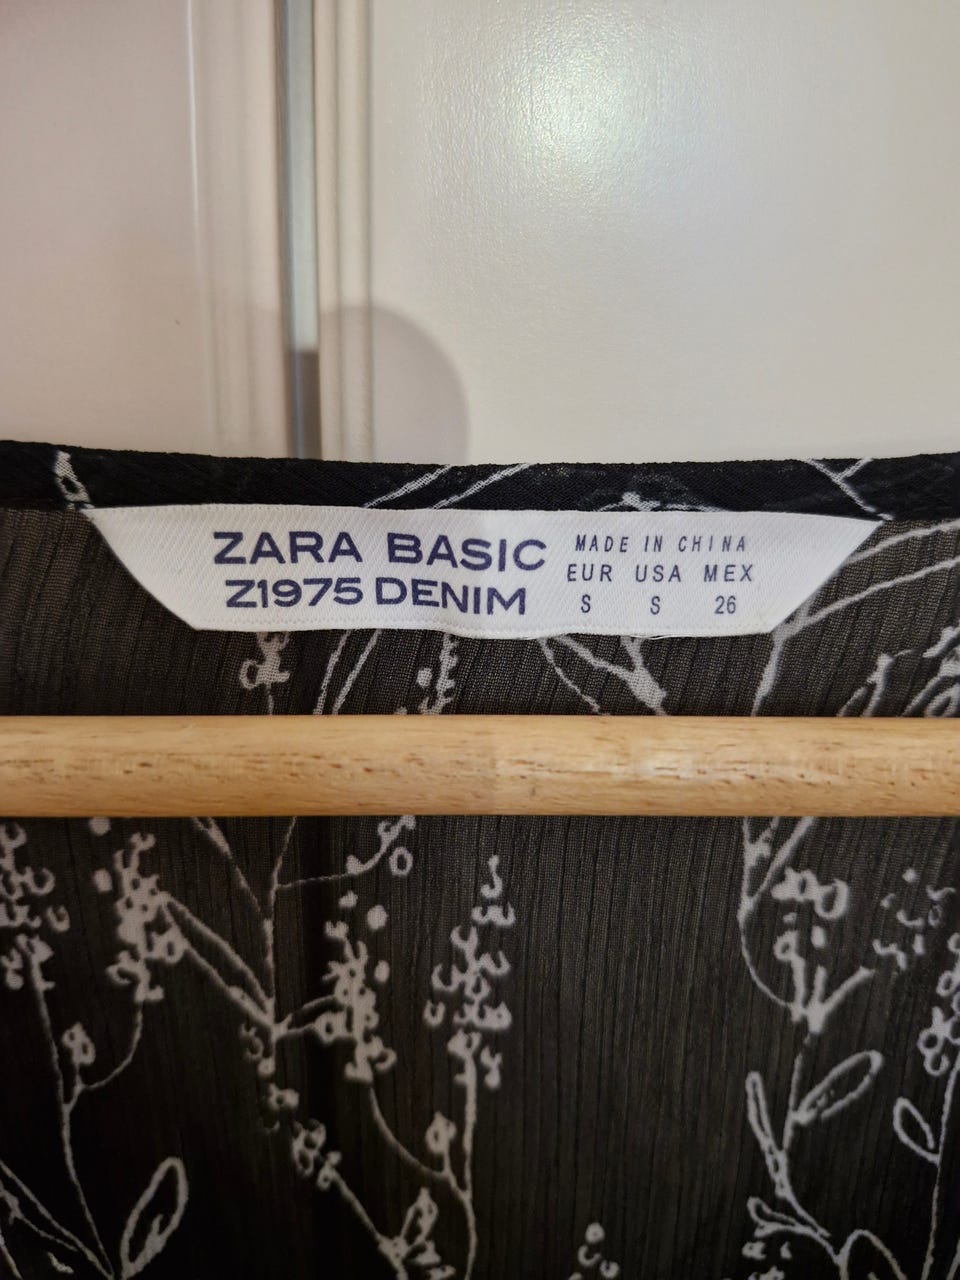 ZARA BASIC
Z1975 DENIM
MADE IN CHINA
EUR USA MEX
S S 26